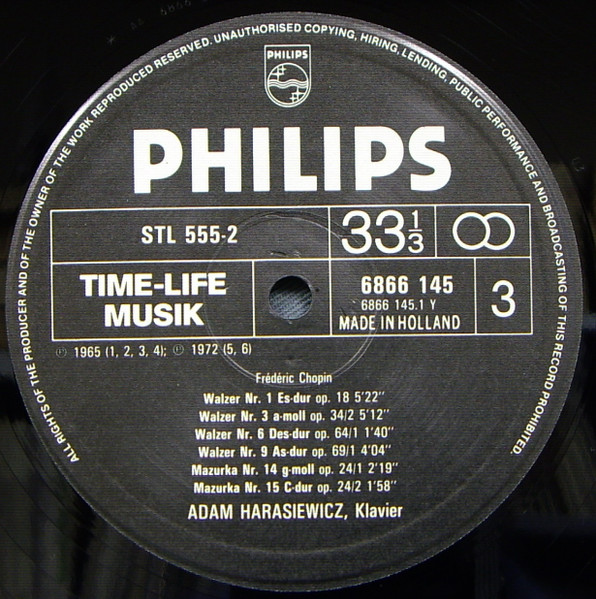 ALL RIGHTS OF THE PRODUCER AND OF THE OWNER OF THE WORK REPRODUCED RESERVED. UNAUTHORISED COPYING, HIRING, LENDING, PUBLIC PERFORMANCE AND BROADCASTING OF THIS RECORD PROHIBITED.
PHILIPS
PHILIPS
STL 555-2
33 1/3
TIME-LIFE
MUSIK
6866 145
6866 145.1 Y
MADE IN HOLLAND
3
Ⓟ 1965 (1, 2, 3, 4); Ⓟ 1972 (5, 6)
Frédéric Chopin
Walzer Nr. 1 Es-dur op. 18 5'22''
Walzer Nr. 3 a-moll op. 34/2 5'12''
Walzer Nr. 6 Des-dur op. 64/1 1'40''
Walzer Nr. 9 As-dur op. 69/1 4'04''
Mazurka Nr. 14 g-moll op. 24/1 2'19''
Mazurka Nr. 15 C-dur op. 24/2 1'58''
ADAM HARASIEWICZ, Klavier